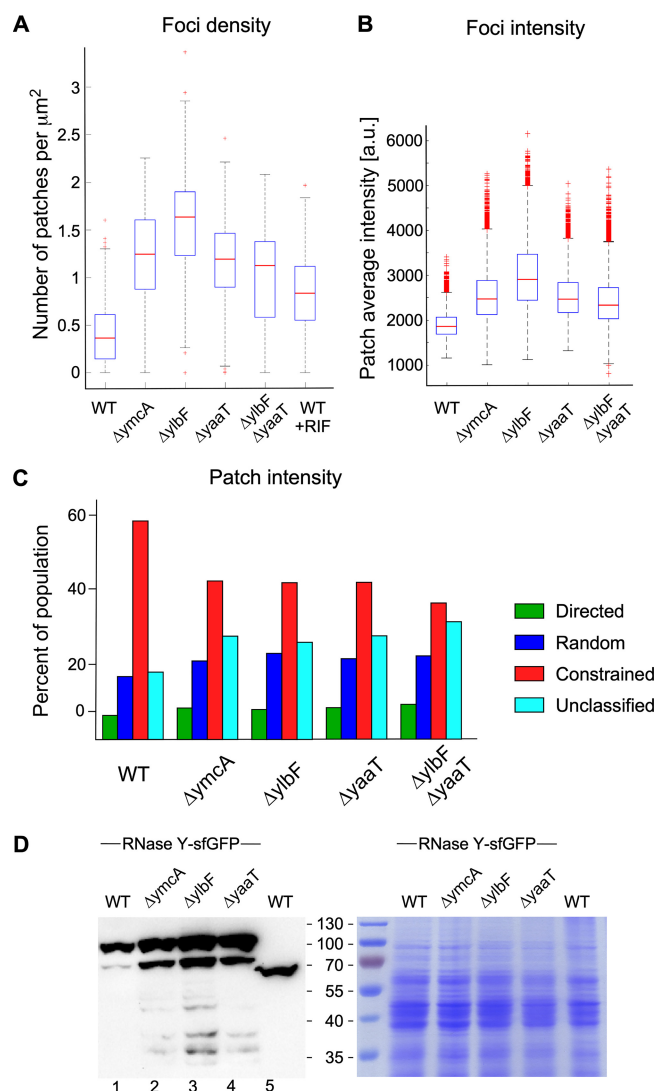 A
Foci density
Number of patches per μm2
3
2.5
2
1.5
1
0.5
0
WT
ΔymcA
ΔylbF
ΔyaaT
ΔylbF
ΔyaaT
WT
+RIF
B
Foci intensity
Patch average intensity [a.u.]
6000
5000
4000
3000
2000
1000
WT
ΔymcA
ΔylbF
ΔyaaT
ΔylbF
ΔyaaT
C
Patch intensity
Percent of population
60
40
20
0
WT
ΔymcA
ΔylbF
ΔyaaT
ΔylbF
ΔyaaT
Directed
Random
Constrained
Unclassified
D
RNase Y-sfGFP
WT
ΔymcA
ΔylbF
ΔyaaT
WT
- 130 -
- 100 -
- 70 -
- 55 -
- 40 -
- 35 -
1 2 3 4 5
RNase Y-sfGFP
WT
ΔymcA
ΔylbF
ΔyaaT
WT